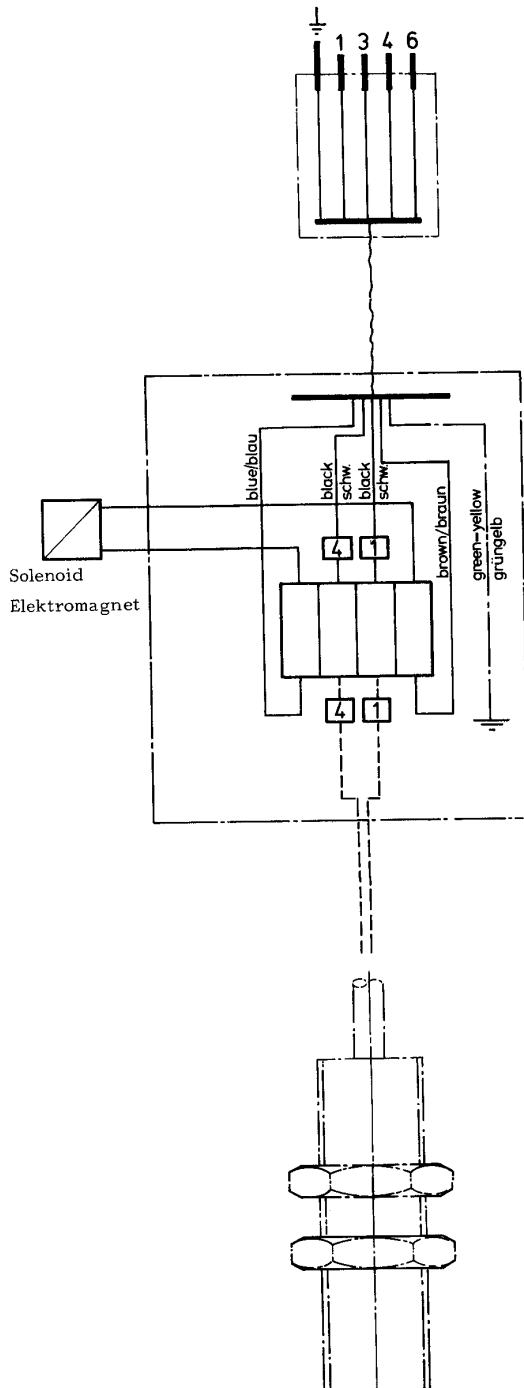 1 3 4 6
blue/blau
black
schw.
black
schw.
brown/braun
green-yellow
grüngelb
4 1
Solenoid
Elektromagnet
4 1